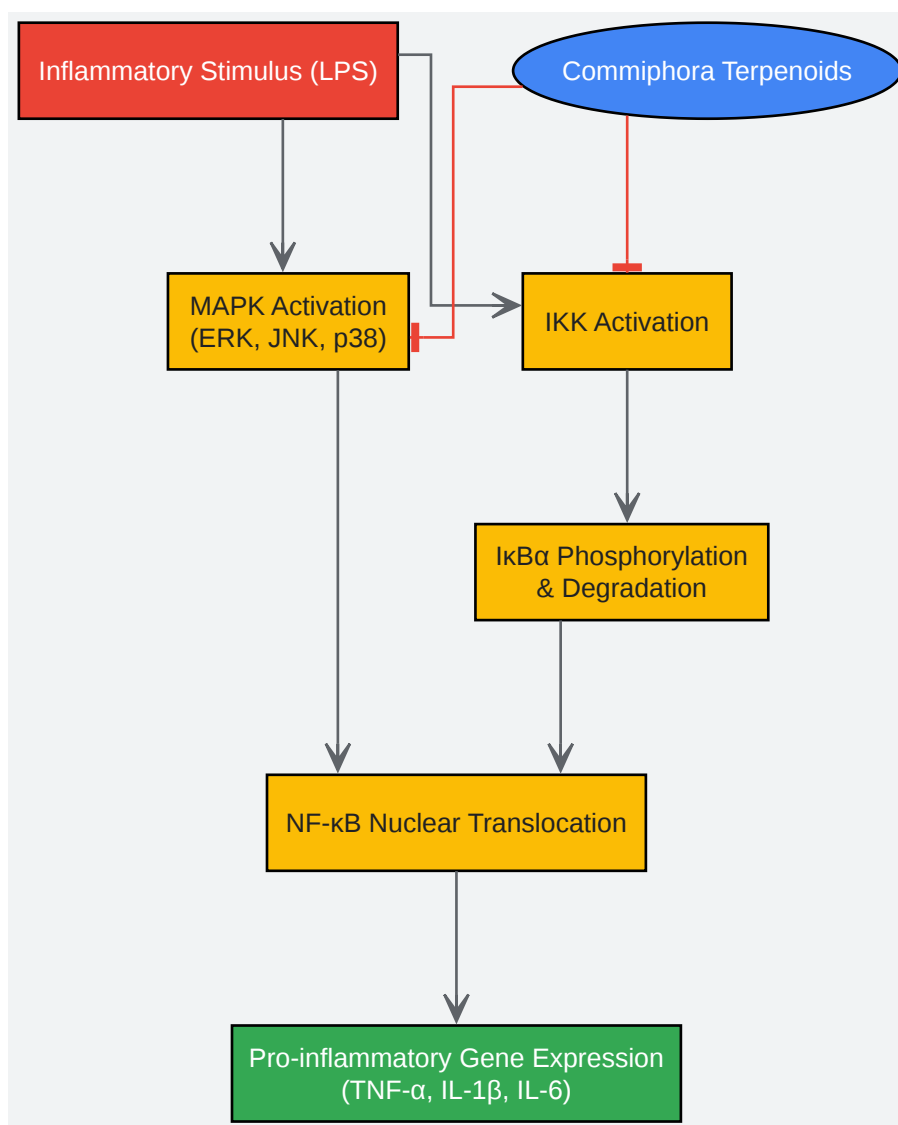 Inflammatory Stimulus (LPS)
Commiphora Terpenoids
MAPK Activation
(ERK, JNK, p38)
IKK Activation
IκBα Phosphorylation
& Degradation
NF-κB Nuclear Translocation
Pro-inflammatory Gene Expression
(TNF-α, IL-1β, IL-6)